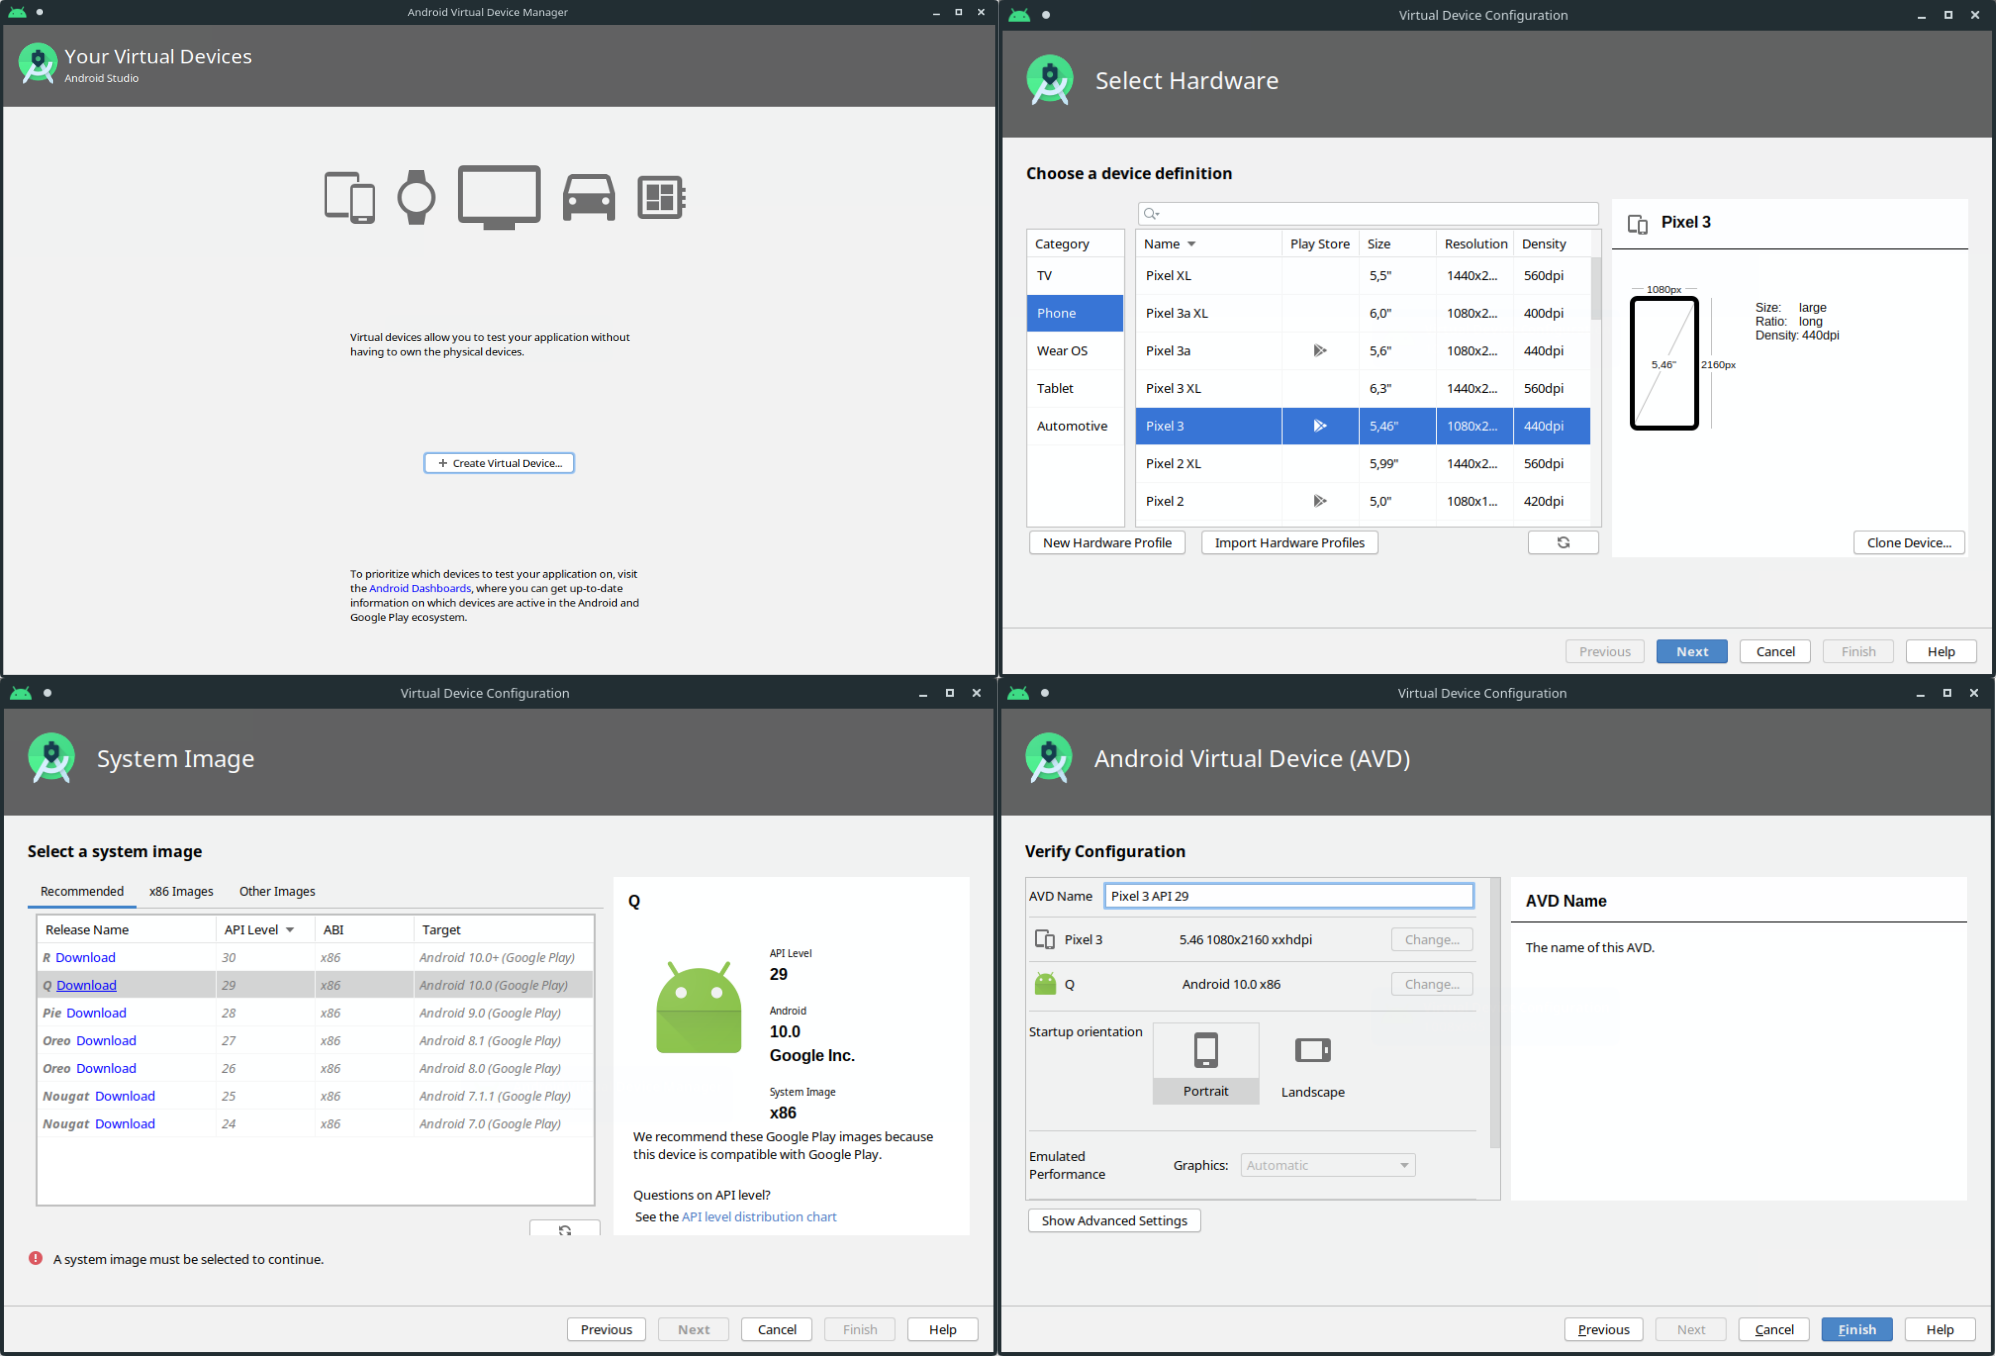 Android Virtual Device Manager
Your Virtual Devices
Android Studio
Virtual devices allow you to test your application without
having to own the physical devices.
+ Create Virtual Device...
To prioritize which devices to test your application on, visit
the Android Dashboards, where you can get up-to-date
information on which devices are active in the Android and
Google Play ecosystem.
Virtual Device Configuration
Select Hardware
Choose a device definition
Category
TV
Phone
Wear OS
Tablet
Automotive
Name Play Store Size Resolution Density
Pixel XL 5,5" 1440x2... 560dpi
Pixel 3a XL 6,0" 1080x2... 400dpi
Pixel 3a 5,6" 1080x2... 440dpi
Pixel 3 XL 6,3" 1440x2... 560dpi
Pixel 3 5,46" 1080x2... 440dpi
Pixel 2 XL 5,99" 1440x2... 560dpi
Pixel 2 5,0" 1080x1... 420dpi
New Hardware Profile Import Hardware Profiles
Pixel 3
1080px
5,46"
2160px
Size: large
Ratio: long
Density: 440dpi
Clone Device...
Previous Next Cancel Finish Help
Virtual Device Configuration
System Image
Select a system image
Recommended x86 Images Other Images
Release Name API Level ABI Target
R Download 30 x86 Android 10.0+ (Google Play)
Q Download 29 x86 Android 10.0 (Google Play)
Pie Download 28 x86 Android 9.0 (Google Play)
Oreo Download 27 x86 Android 8.1 (Google Play)
Oreo Download 26 x86 Android 8.0 (Google Play)
Nougat Download 25 x86 Android 7.1.1 (Google Play)
Nougat Download 24 x86 Android 7.0 (Google Play)
Q
API Level
29
Android
10.0
Google Inc.
System Image
x86
We recommend these Google Play images because
this device is compatible with Google Play.
Questions on API level?
See the API level distribution chart
A system image must be selected to continue.
Previous Next Cancel Finish Help
Virtual Device Configuration
Android Virtual Device (AVD)
Verify Configuration
AVD Name Pixel 3 API 29
Pixel 3 5.46 1080x2160 xxhdpi Change...
Q Android 10.0 x86 Change...
Startup orientation
Portrait
Landscape
Emulated
Performance
Graphics: Automatic
Show Advanced Settings
AVD Name
The name of this AVD.
Previous Next Cancel Finish Help